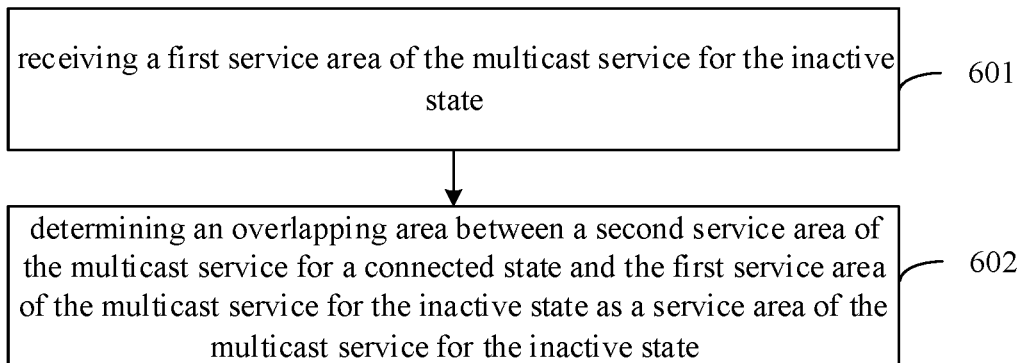 receiving a first service area of the multicast service for the inactive
state
601
determining an overlapping area between a second service area of
the multicast service for a connected state and the first service area
of the multicast service for the inactive state as a service area of the
multicast service for the inactive state
602